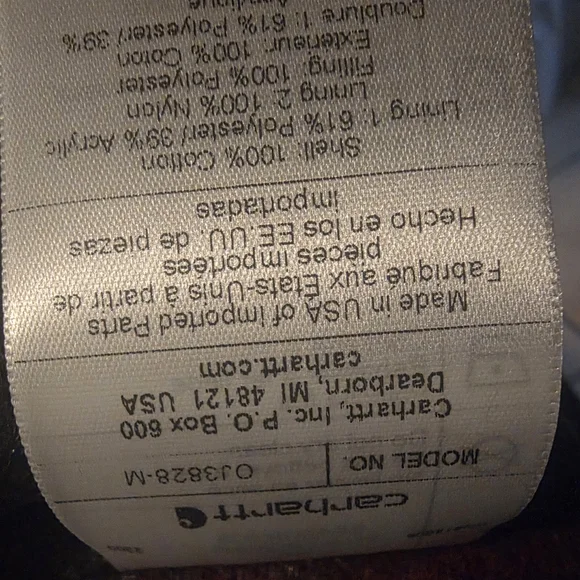 carhartt
MODEL NO. OJ3828-M
Carhartt, Inc. P.O. Box 600
Dearborn, MI 48121 USA
carhartt.com
Made in USA of Imported Parts
Fabriqué aux États-Unis à partir de
pièces importées
Hecho en los EE.UU. de piezas
importadas
Shell: 100% Cotton
Lining 1: 61% Polyester/ 39% Acrylic
Lining 2: 100% Nylon
Filling: 100% Polyester
Extérieur: 100% Coton
Doublure 1: 61% Polyester/ 39%